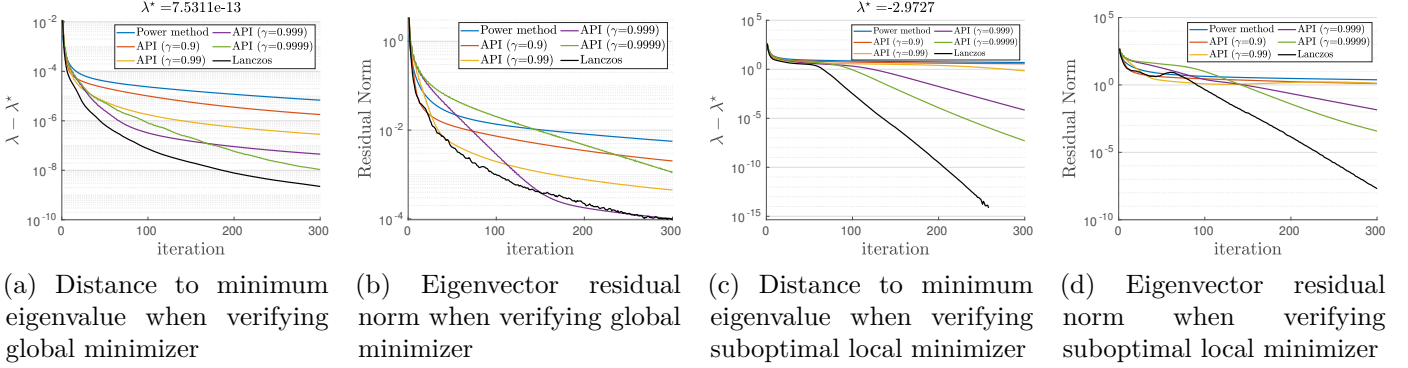 λ* =7.5311e-13
10^-2
10^-4
10^-6
10^-8
10^-10
λ − λ*
0
100
200
300
iteration
Power method
API (γ=0.9)
API (γ=0.99)
API (γ=0.999)
API (γ=0.9999)
Lanczos
10^0
10^-2
10^-4
Residual Norm
0
100
200
300
iteration
Power method
API (γ=0.9)
API (γ=0.99)
API (γ=0.999)
API (γ=0.9999)
Lanczos
λ* =-2.9727
10^5
10^0
10^-5
10^-10
10^-15
λ − λ*
0
100
200
300
iteration
Power method
API (γ=0.9)
API (γ=0.99)
API (γ=0.999)
API (γ=0.9999)
Lanczos
10^5
10^0
10^-5
10^-10
Residual Norm
0
100
200
300
iteration
Power method
API (γ=0.9)
API (γ=0.99)
API (γ=0.999)
API (γ=0.9999)
Lanczos
(a) Distance to minimum
eigenvalue when verifying
global minimizer
(b) Eigenvector residual
norm when verifying global
minimizer
(c) Distance to minimum
eigenvalue when verifying
suboptimal local minimizer
(d) Eigenvector residual
norm when verifying
suboptimal local minimizer